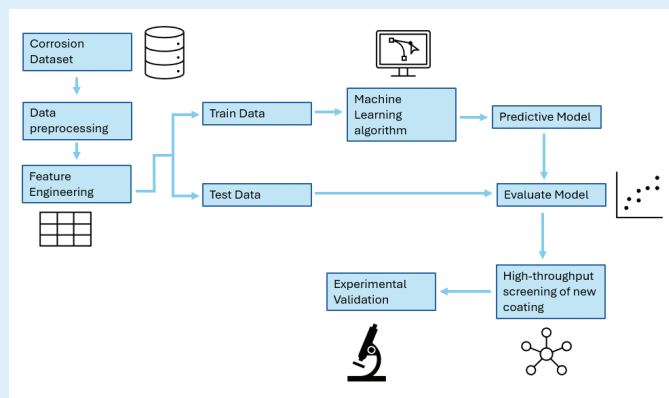 Corrosion
Dataset
Data
preprocessing
Feature
Engineering
Train Data
Test Data
Machine
Learning
algorithm
Predictive Model
Evaluate Model
High-throughput
screening of new
coating
Experimental
Validation